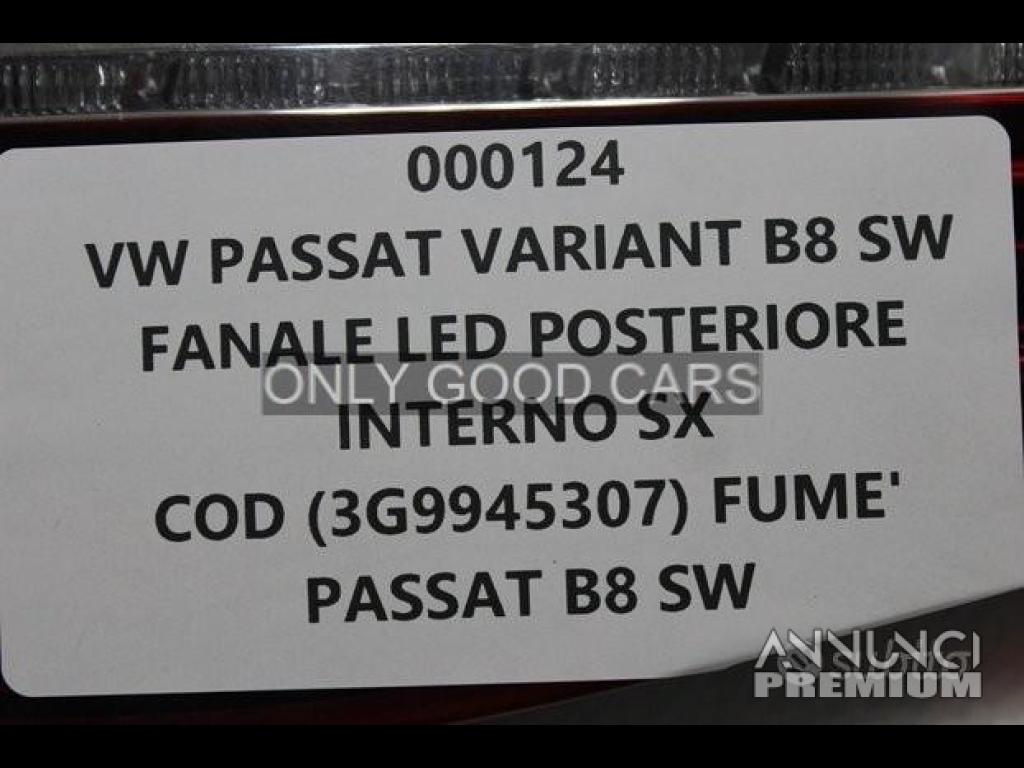 000124
VW PASSAT VARIANT B8 SW
FANALE LED POSTERIORE
ONLY GOOD CARS
INTERNO SX
COD (3G9945307) FUME'
PASSAT B8 SW
ANNUNCI
subito
PREMIUM